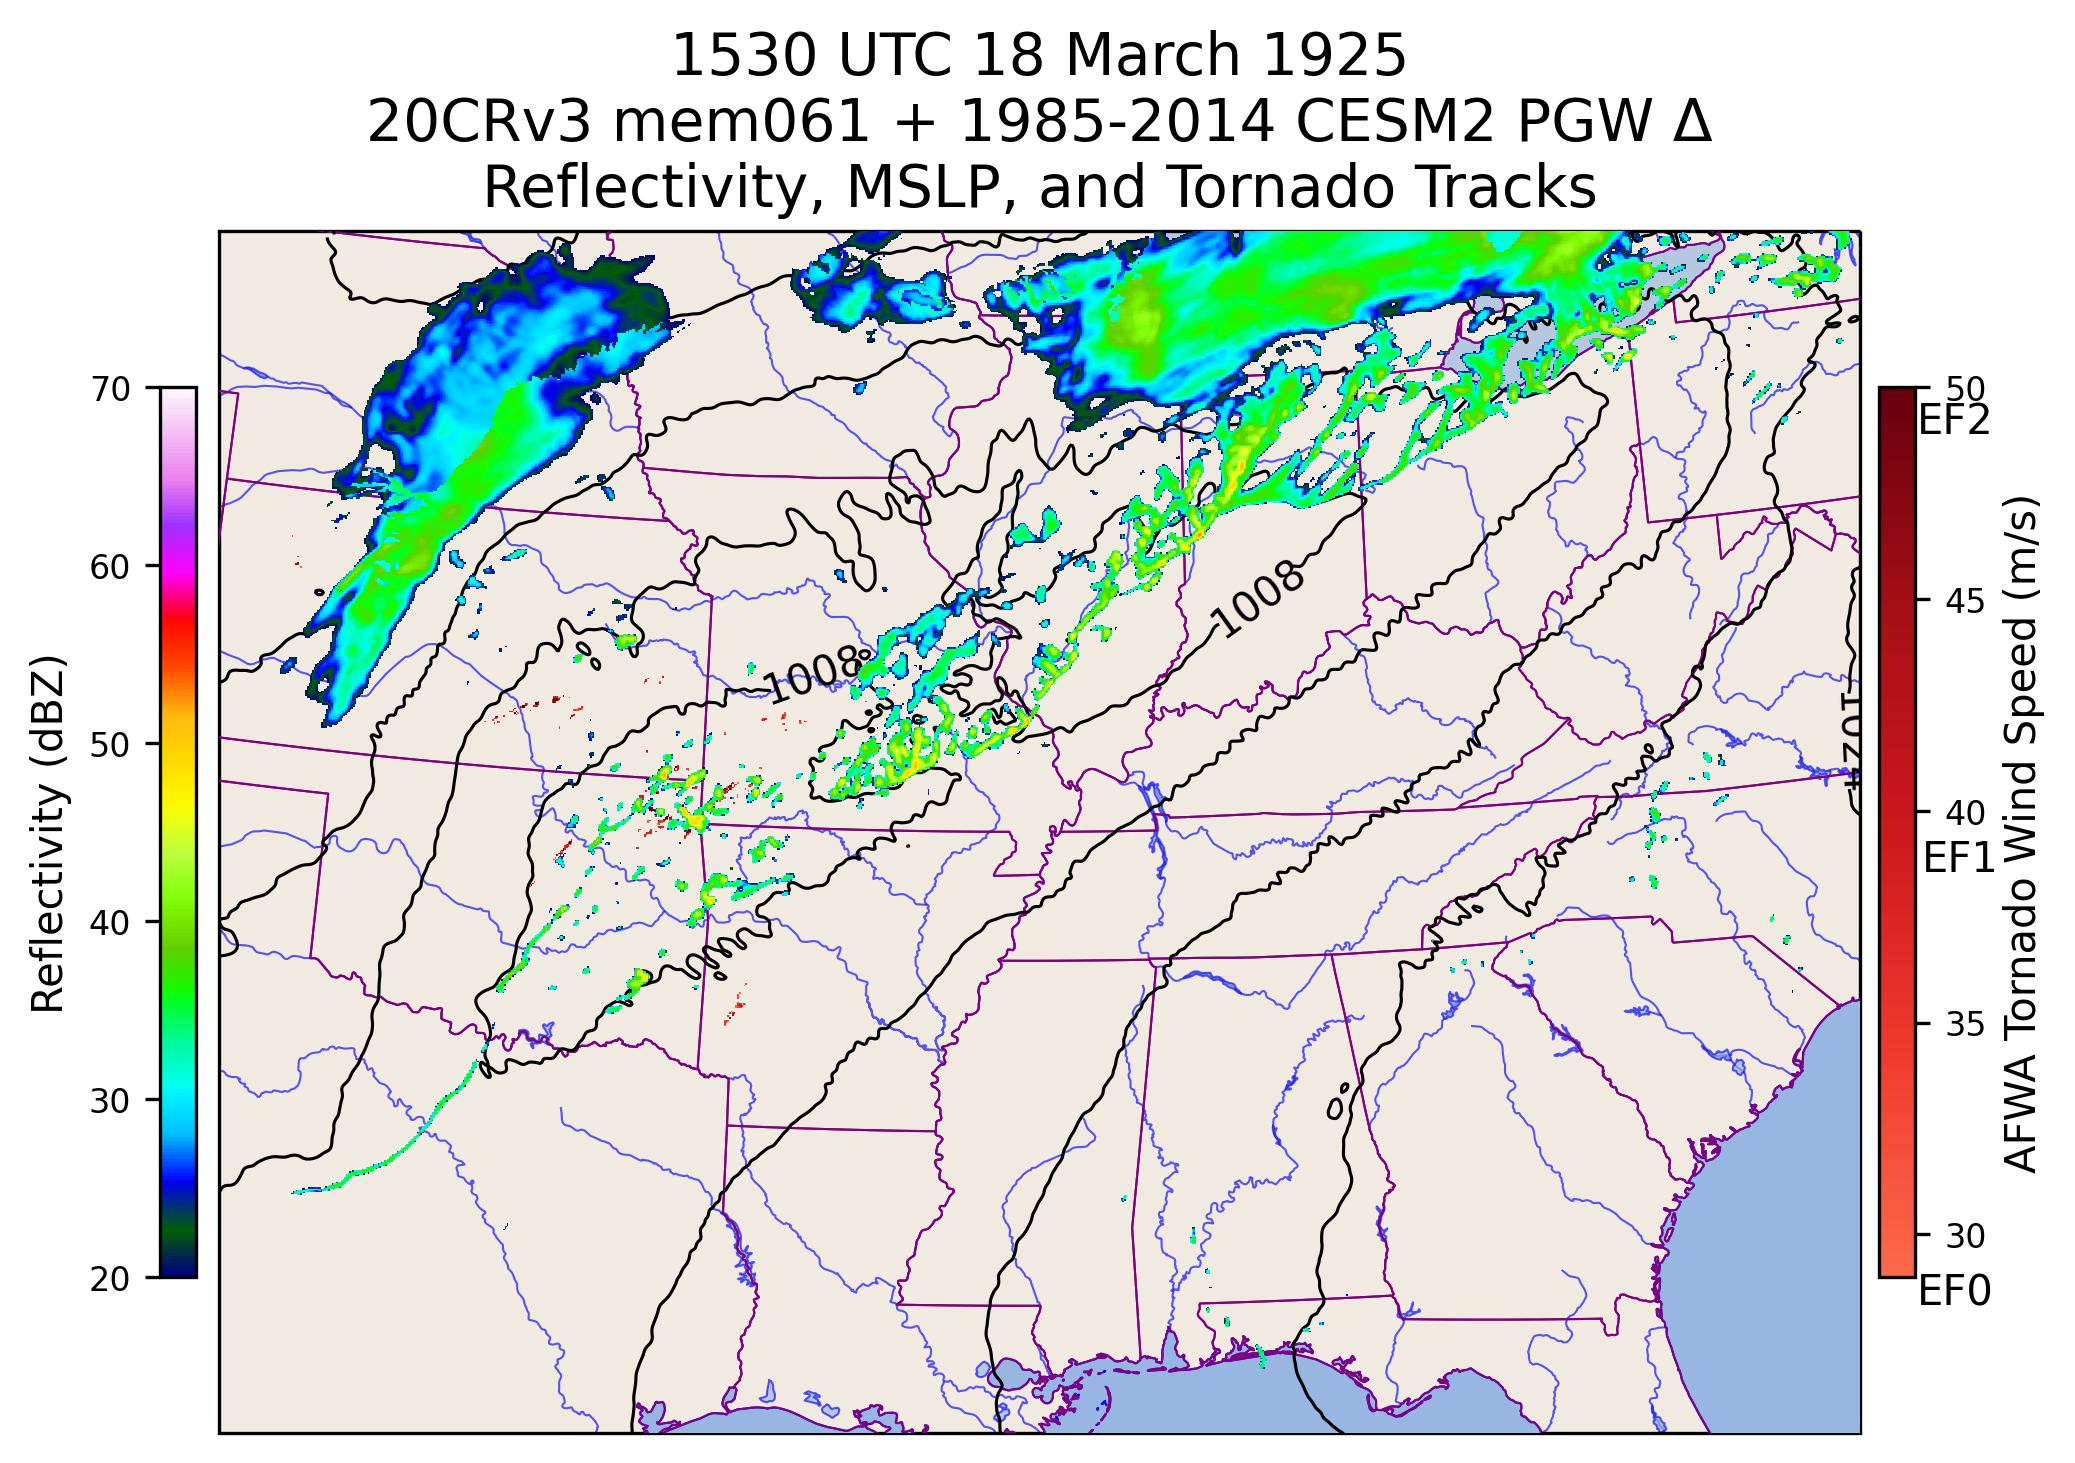 1530 UTC 18 March 1925
20CRv3 mem061 + 1985-2014 CESM2 PGW Δ
Reflectivity, MSLP, and Tornado Tracks
Reflectivity (dBZ)
70
60
50
40
30
20
1008
1008
1024
50
EF2
45
40
EF1
35
30
EF0
AFWA Tornado Wind Speed (m/s)